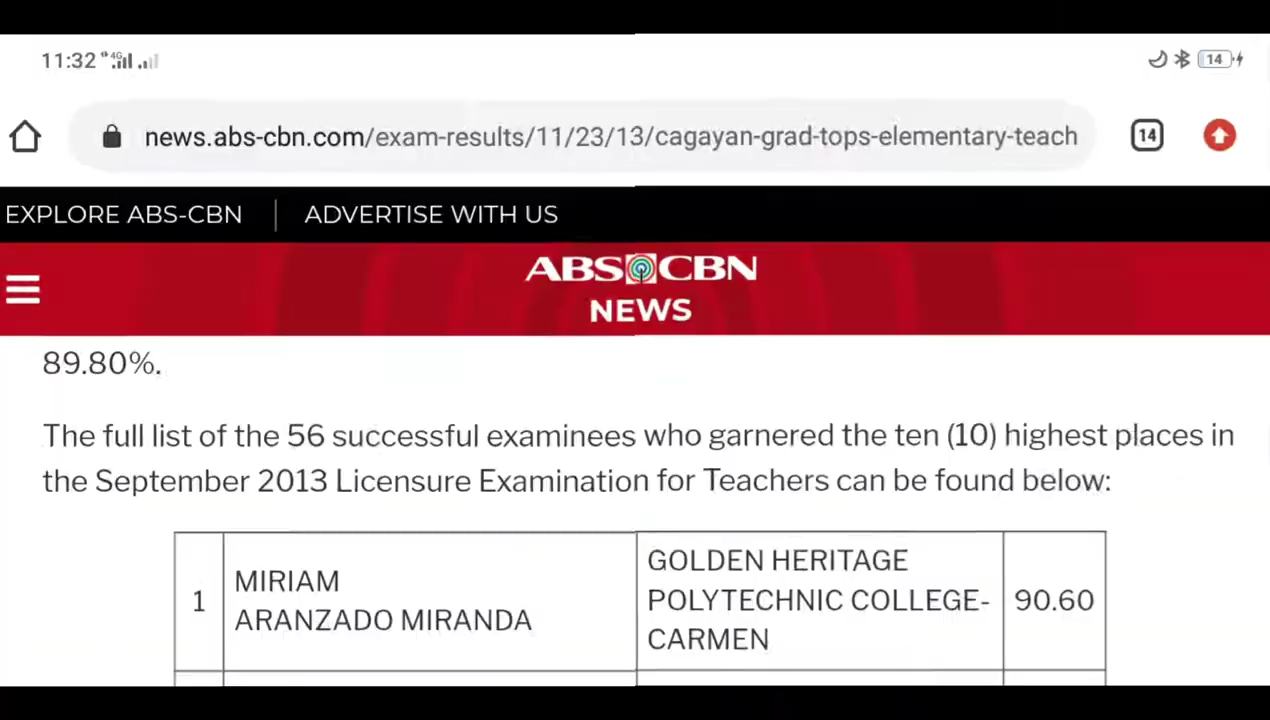 11:32 4G 14
news.abs-cbn.com/exam-results/11/23/13/cagayan-grad-tops-elementary-teach 14
EXPLORE ABS-CBN | ADVERTISE WITH US
ABS CBN
NEWS
89.80%.
The full list of the 56 successful examinees who garnered the ten (10) highest places in
the September 2013 Licensure Examination for Teachers can be found below:
1
MIRIAM
ARANZADO MIRANDA
GOLDEN HERITAGE
POLYTECHNIC COLLEGE-
CARMEN
90.60